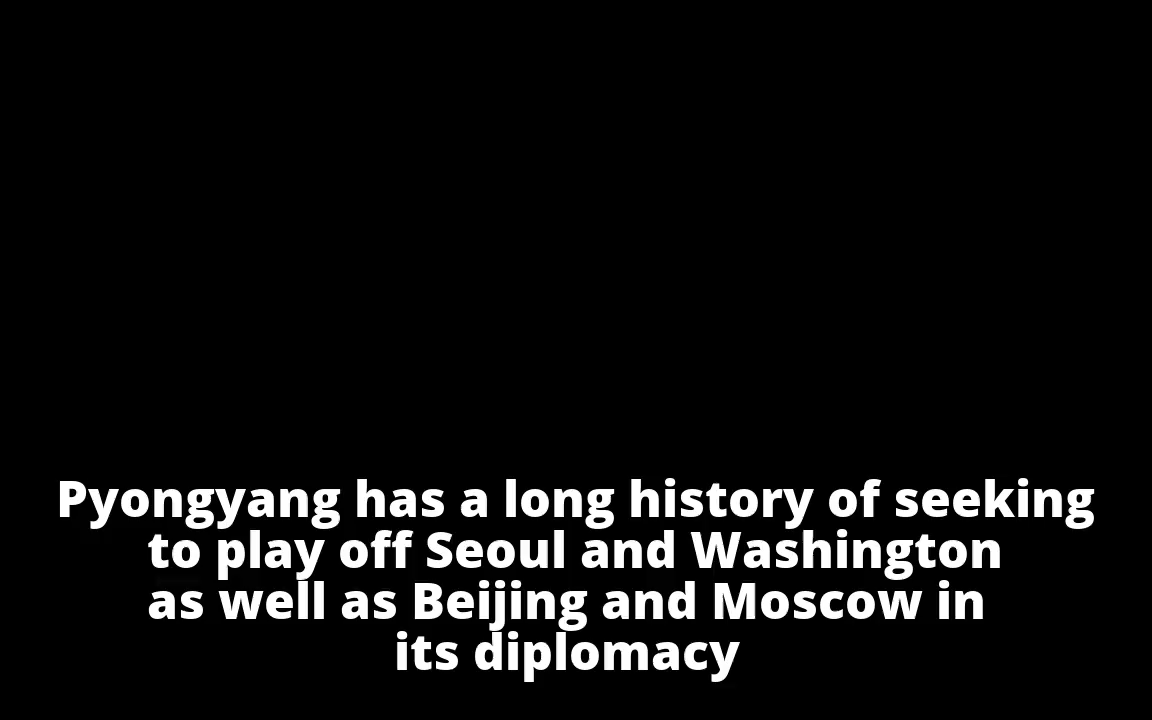 Pyongyang has a long history of seeking
to play off Seoul and Washington
as well as Beijing and Moscow in
its diplomacy